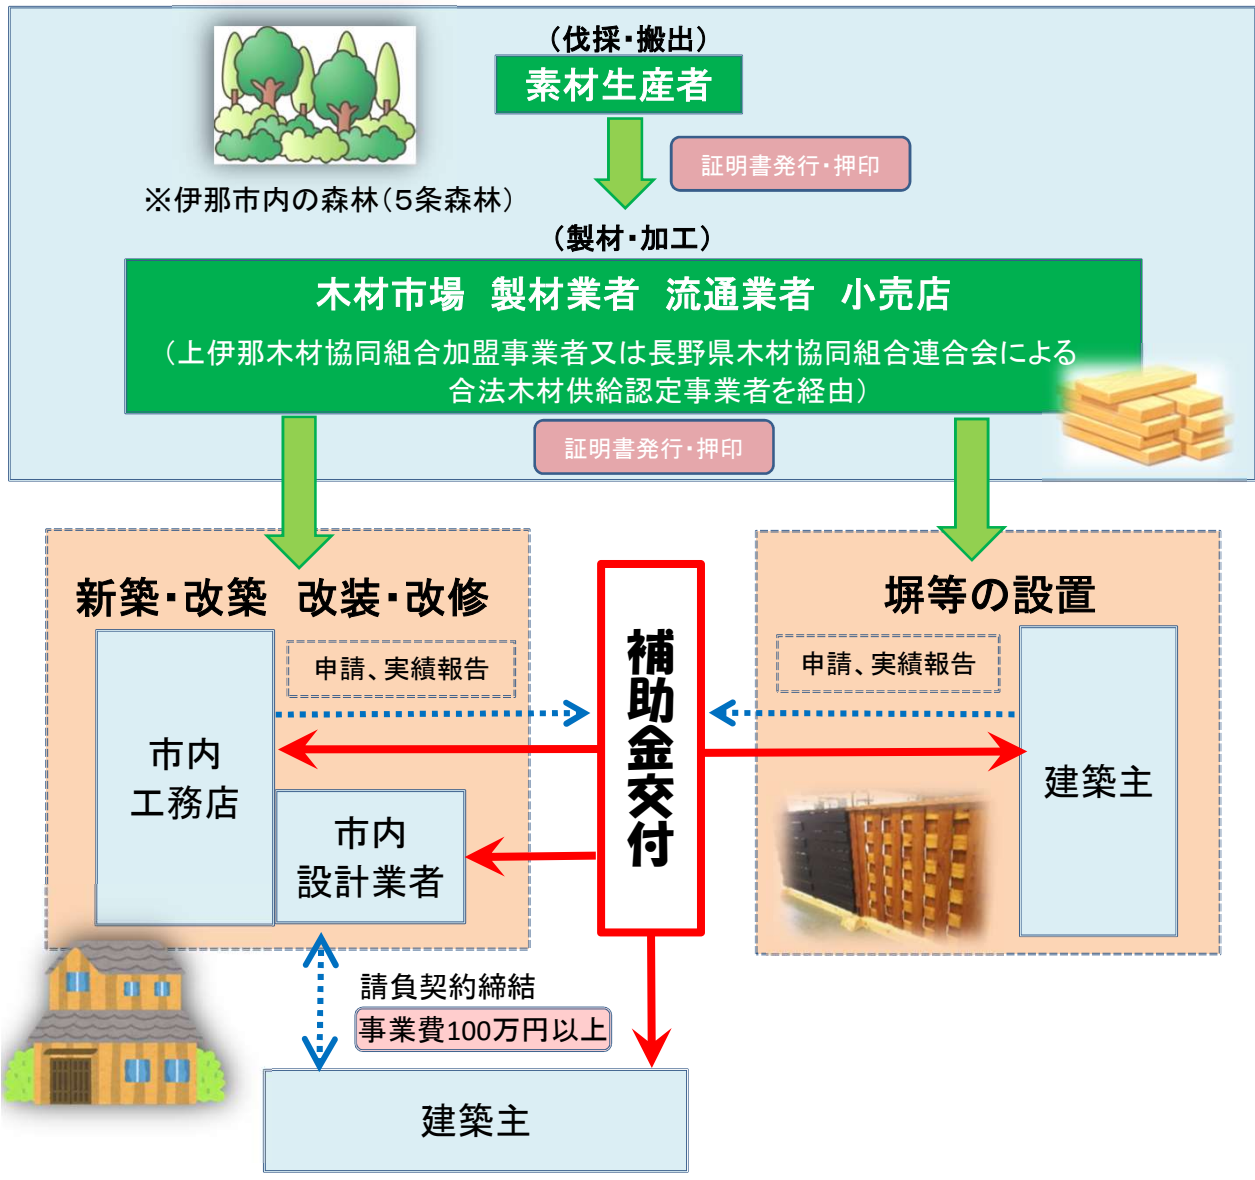 （伐採・搬出）
素材生産者
証明書発行・押印
※伊那市内の森林（５条森林）
（製材・加工）
木材市場　製材業者　流通業者　小売店
（上伊那木材協同組合加盟事業者又は長野県木材協同組合連合会による
合法木材供給認定事業者を経由）
証明書発行・押印
新築・改築　改装・改修
申請、実績報告
市内
工務店
市内
設計業者
補助金交付
塀等の設置
申請、実績報告
建築主
請負契約締結
事業費100万円以上
建築主